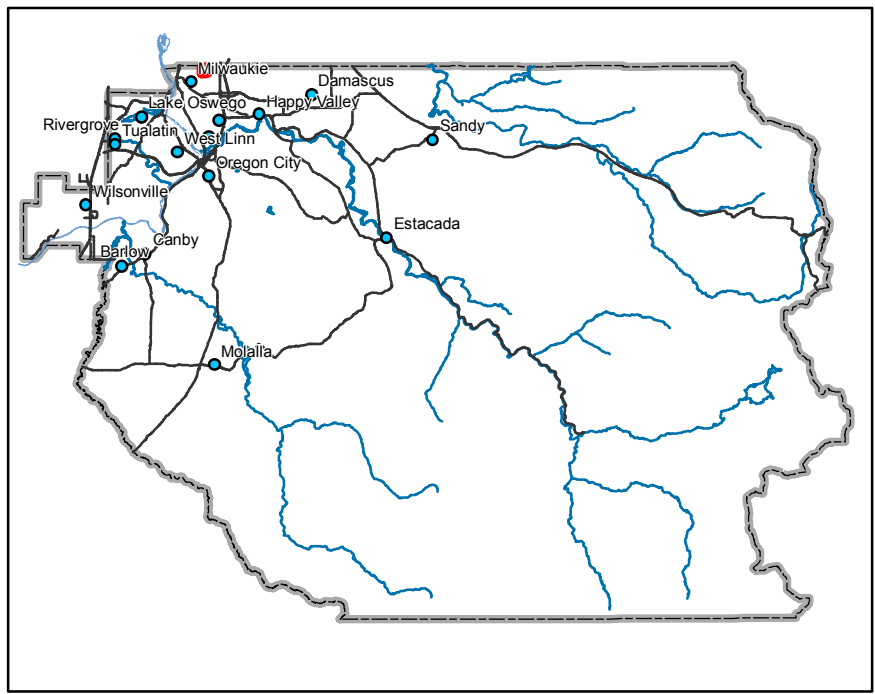 Milwaukie
Damascus
Lake Oswego
Happy Valley
Rivergrove
Tualatin
West Linn
Sandy
Oregon City
Wilsonville
Estacada
Canby
Barlow
Molalla